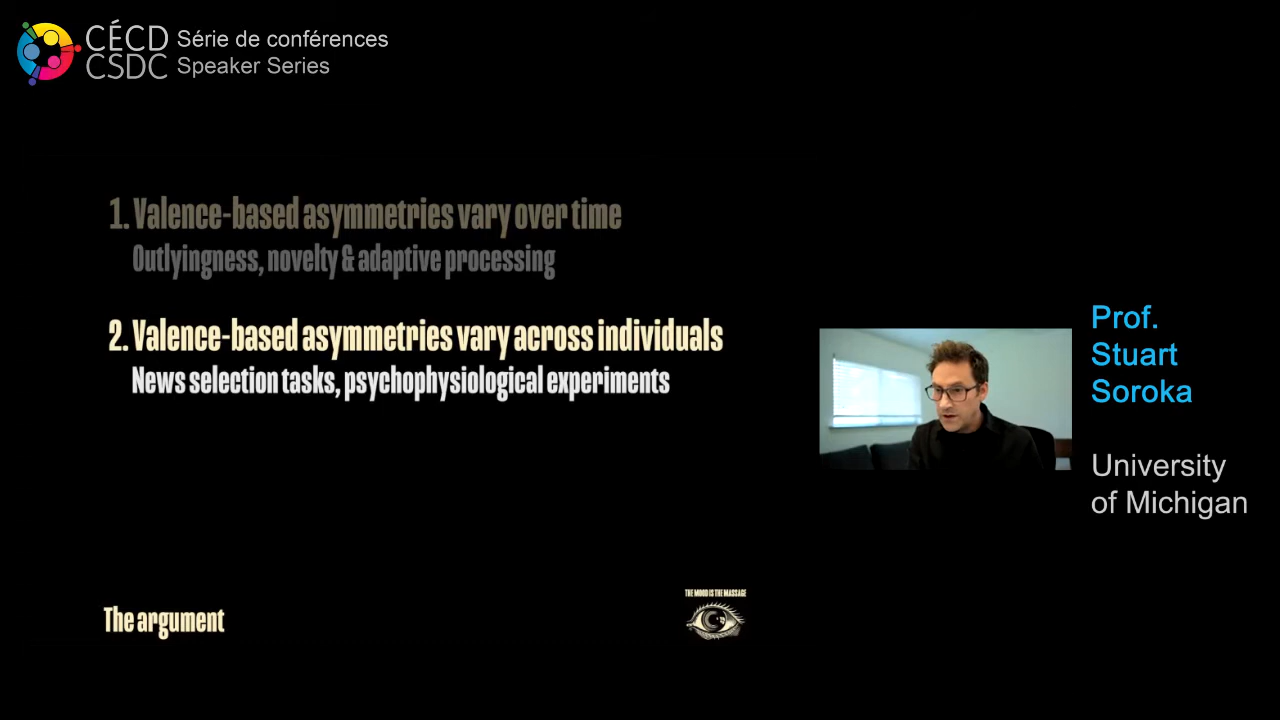 CÉCD Série de conférences
CSDC Speaker Series
1. Valence-based asymmetries vary over time
Outlyingness, novelty & adaptive processing
2. Valence-based asymmetries vary across individuals
News selection tasks, psychophysiological experiments
Prof.
Stuart
Soroka
University
of Michigan
THE MOOD IS THE MASSAGE
The argument